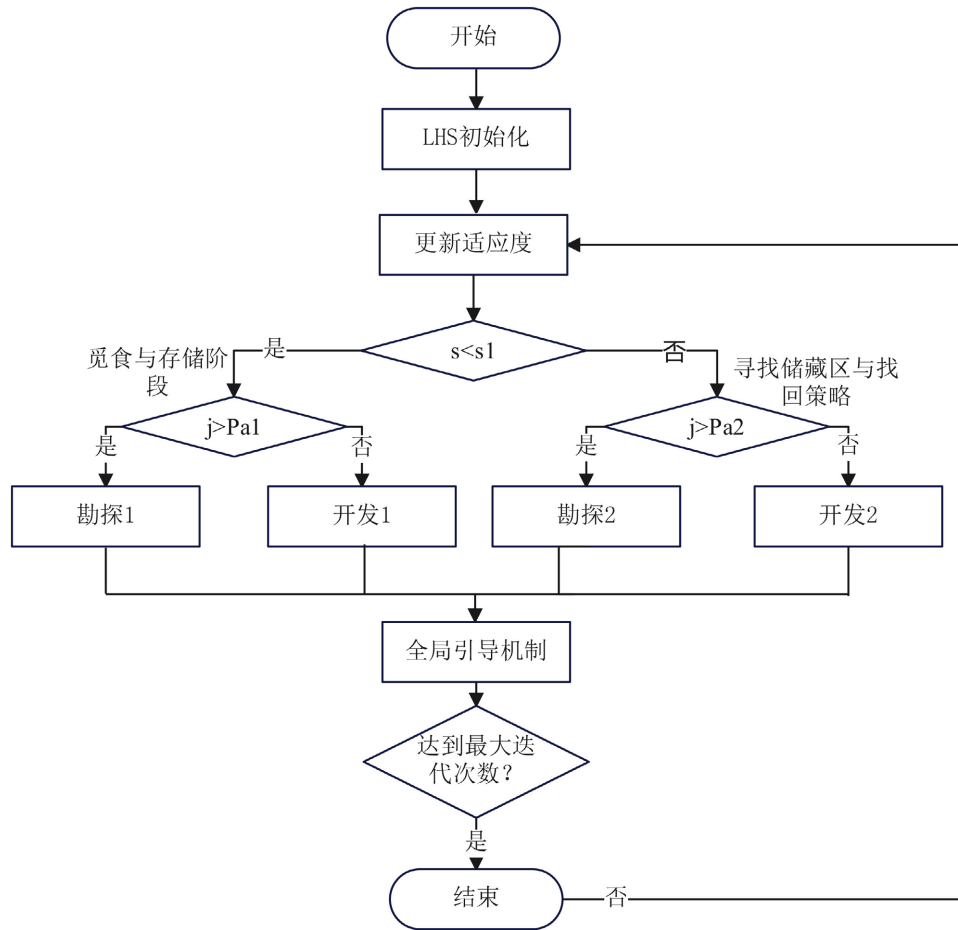 开始
LHS初始化
更新适应度
s<s1
是
否
觅食与存储阶
段
寻找储藏区与找
回策略
j>Pa1
j>Pa2
是
否
是
否
勘探1
开发1
勘探2
开发2
全局引导机制
达到最大迭
代次数?
是
结束
否